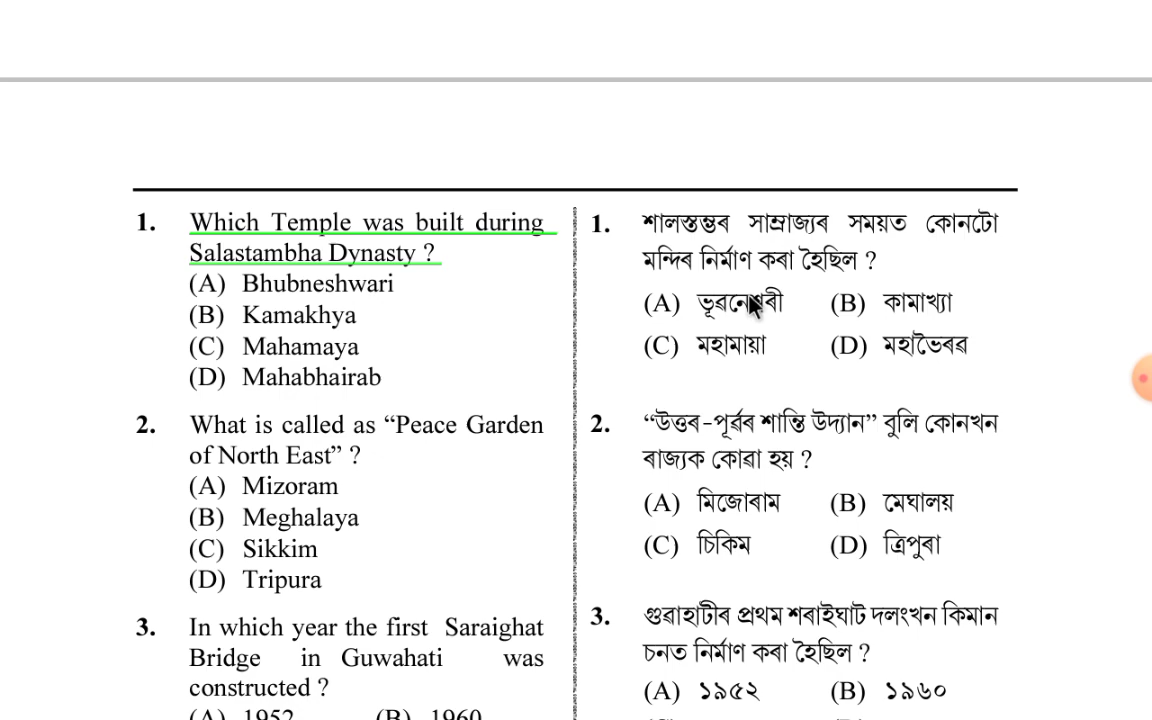 1. Which Temple was built during
Salastambha Dynasty ?
(A) Bhubneshwari
(B) Kamakhya
(C) Mahamaya
(D) Mahabhairab
2. What is called as “Peace Garden
of North East” ?
(A) Mizoram
(B) Meghalaya
(C) Sikkim
(D) Tripura
3. In which year the first Saraighat
Bridge in Guwahati was
constructed ?
(A) 1952 (B) 1960
1. শালস্তম্ভৰ সাম্ৰাজ্যৰ সময়ত কোনটো
মন্দিৰ নিৰ্মাণ কৰা হৈছিল ?
(A) ভূৱনেশ্বৰী (B) কামাখ্যা
(C) মহামায়া (D) মহাভৈৰৱ
2. “উত্তৰ-পূৰ্বৰ শান্তি উদ্যান” বুলি কোনখন
ৰাজ্যক কোৱা হয় ?
(A) মিজোৰাম (B) মেঘালয়
(C) চিকিম (D) ত্ৰিপুৰা
3. গুৱাহাটীৰ প্ৰথম শৰাইঘাট দলংখন কিমান
চনত নিৰ্মাণ কৰা হৈছিল ?
(A) ১৯৫২ (B) ১৯৬০